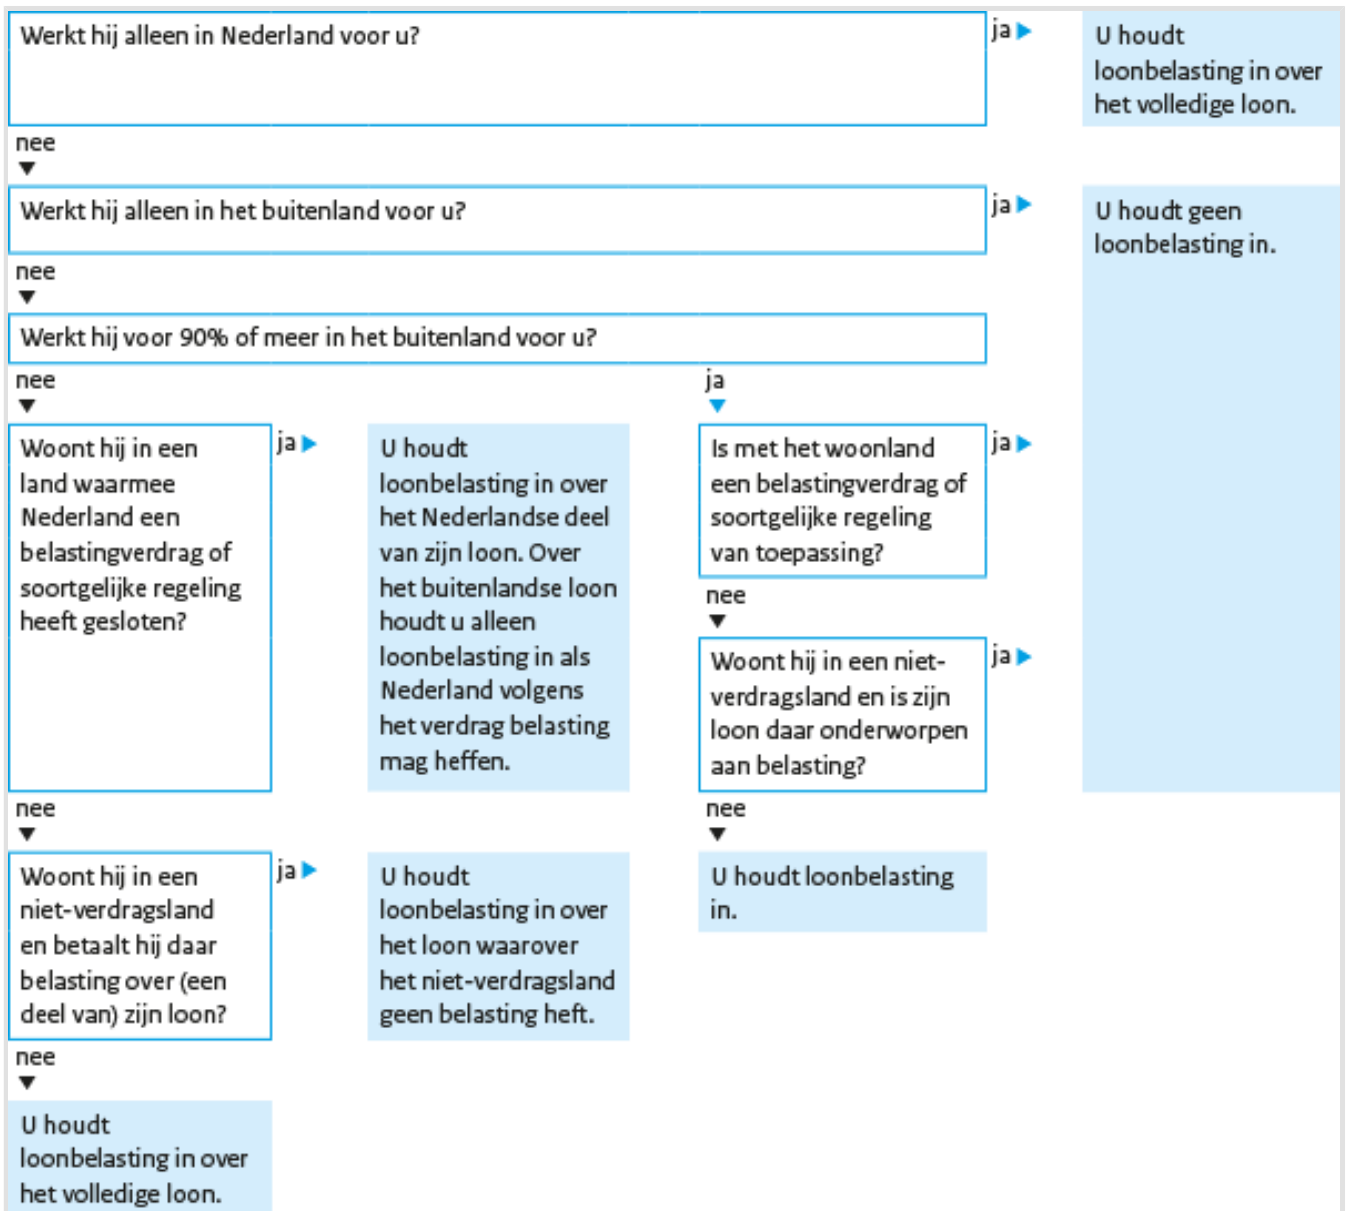 Werkt hij alleen in Nederland voor u?
ja
U houdt
loonbelasting in over
het volledige loon.
nee
Werkt hij alleen in het buitenland voor u?
ja
U houdt geen
loonbelasting in.
nee
Werkt hij voor 90% of meer in het buitenland voor u?
nee
ja
Woont hij in een
land waarmee
Nederland een
belastingverdrag of
soortgelijke regeling
heeft gesloten?
ja
U houdt
loonbelasting in over
het Nederlandse deel
van zijn loon. Over
het buitenlandse loon
houdt u alleen
loonbelasting in als
Nederland volgens
het verdrag belasting
mag heffen.
Is met het woonland
een belastingverdrag of
soortgelijke regeling
van toepassing?
ja
nee
Woont hij in een niet-
verdragsland en is zijn
loon daar onderworpen
aan belasting?
ja
nee
nee
Woont hij in een
niet-verdragsland
en betaalt hij daar
belasting over (een
deel van) zijn loon?
ja
U houdt
loonbelasting in over
het loon waarover
het niet-verdragsland
geen belasting heft.
U houdt loonbelasting
in.
nee
U houdt
loonbelasting in over
het volledige loon.